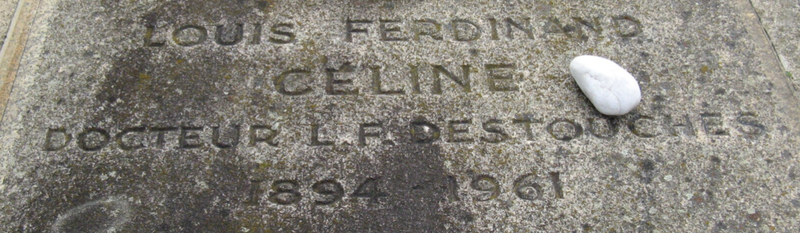 LOUIS FERDINAND
CÉLINE
DOCTEUR L.F. DESTOUCHES
1894 - 1961